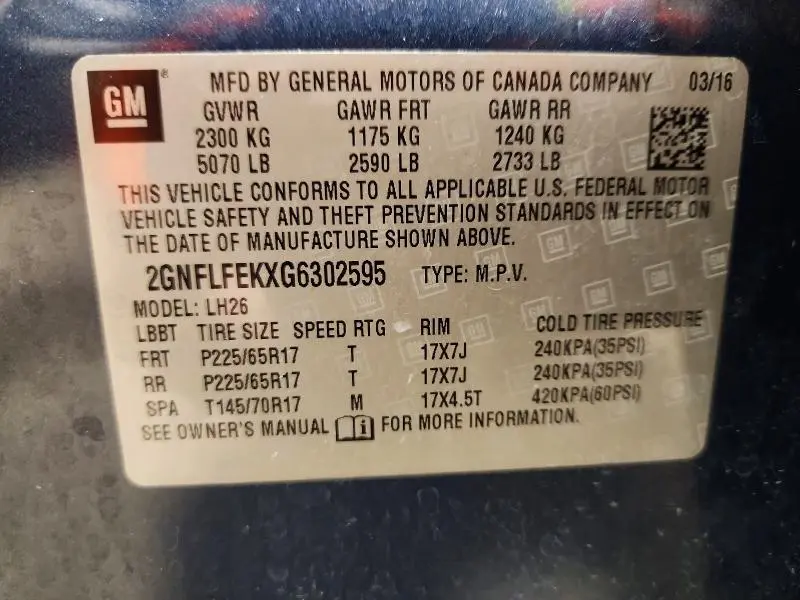 GM ® MFD BY GENERAL MOTORS OF CANADA COMPANY 03/16
GVWR GAWR FRT GAWR RR
2300 KG 1175 KG 1240 KG
5070 LB 2590 LB 2733 LB
THIS VEHICLE CONFORMS TO ALL APPLICABLE U.S. FEDERAL MOTOR
VEHICLE SAFETY AND THEFT PREVENTION STANDARDS IN EFFECT ON
THE DATE OF MANUFACTURE SHOWN ABOVE.
2GNFLFEKXG6302595 TYPE: M.P.V.
MODEL: LH26
LBBT TIRE SIZE SPEED RTG RIM COLD TIRE PRESSURE
FRT P225/65R17 T 17X7J 240KPA(35PSI)
RR P225/65R17 T 17X7J 240KPA(35PSI)
SPA T145/70R17 M 17X4.5T 420KPA(60PSI)
SEE OWNER'S MANUAL i FOR MORE INFORMATION.